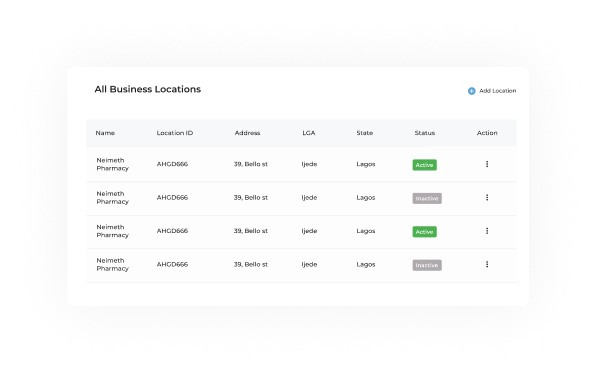 All Business Locations
Add Location
Name Location ID Address LGA State Status Action
Neimeth
Pharmacy
AHGD666 39, Bello st Ijede Lagos Active
Neimeth
Pharmacy
AHGD666 39, Bello st Ijede Lagos Inactive
Neimeth
Pharmacy
AHGD666 39, Bello st Ijede Lagos Active
Neimeth
Pharmacy
AHGD666 39, Bello st Ijede Lagos Inactive